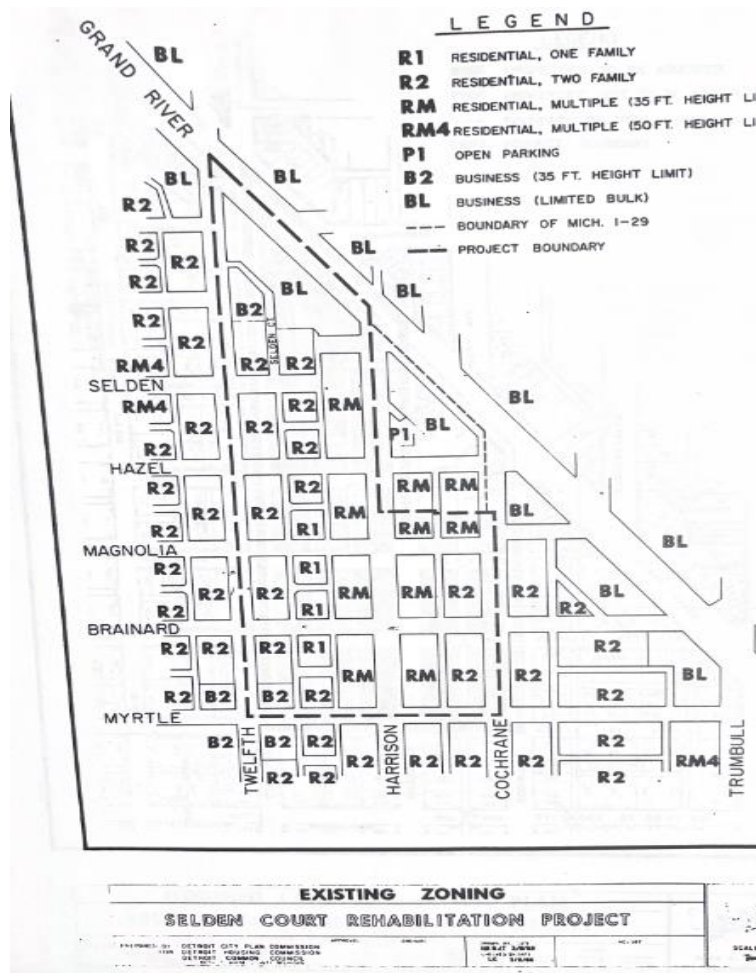 LEGEND
R1 RESIDENTIAL, ONE FAMILY
R2 RESIDENTIAL, TWO FAMILY
RM RESIDENTIAL, MULTIPLE (35 FT. HEIGHT LI
RM4 RESIDENTIAL, MULTIPLE (50 FT. HEIGHT LI
P1 OPEN PARKING
B2 BUSINESS (35 FT. HEIGHT LIMIT)
BL BUSINESS (LIMITED BULK)
BOUNDARY OF MICH. 1-29
PROJECT BOUNDARY
GRAND RIVER
BL
BL BL
R2
BL
R2 R2
R2 BL BL
B2
R2 R2
SELDEN CT.
RM4 R2 R2
SELDEN
BL
RM4 R2 R2 R2 RM BL
R2 R2 P1
HAZEL
R2 R2 RM RM
R2 R2 R1 RM RM RM BL
BL
MAGNOLIA
R2 R1
R2 R2 R2 R1 RM RM R2 R2 R2 BL
BRAINARD
R2 R2 R2 R1 R2
RM RM R2 R2 BL
R2 B2 B2 R2 R2
MYRTLE
B2 B2 R2 R2
R2 R2 R2 R2 R2 R2 R2 RM4
TWELFTH
HARRISON
COCHRANE
TRUMBULL
EXISTING ZONING
SELDEN COURT REHABILITATION PROJECT
DETROIT CITY PLAN COMMISSION
DETROIT HOUSING COMMISSION
DETROIT COMMON COUNCIL
SCAL